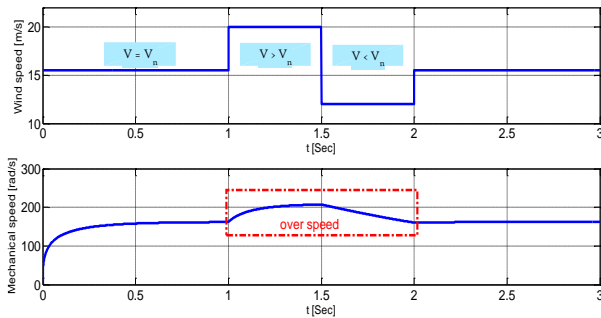 Wind speed [m/s]
20
15
10
V = Vn
V > Vn
V < Vn
0
0.5
1
1.5
2
2.5
3
t [Sec]
Mechanical speed [rad/s]
300
200
100
0
over speed
0
0.5
1
1.5
2
2.5
3
t [Sec]